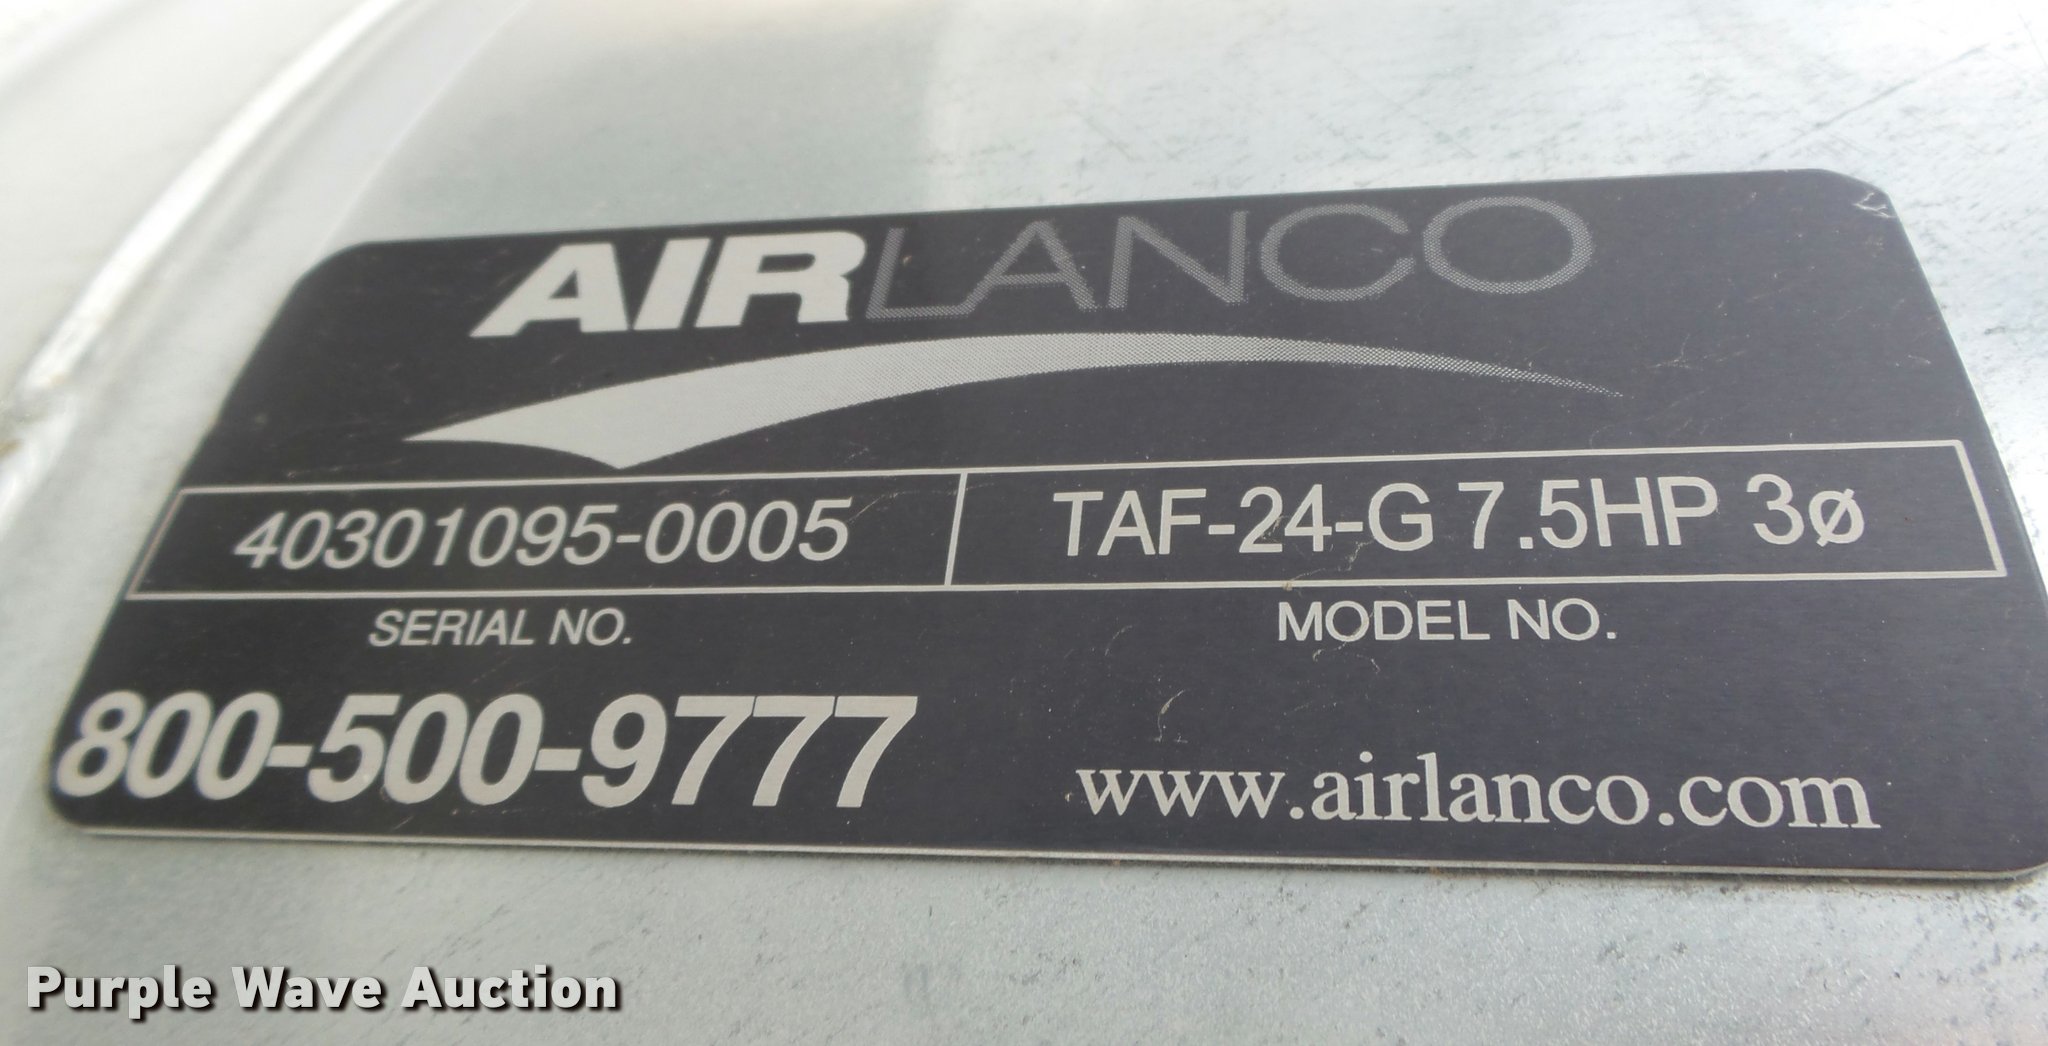 AIRLANCO
40301095-0005 TAF-24-G 7.5HP 3ø
SERIAL NO. MODEL NO.
800-500-9777 www.airlanco.com
Purple Wave Auction